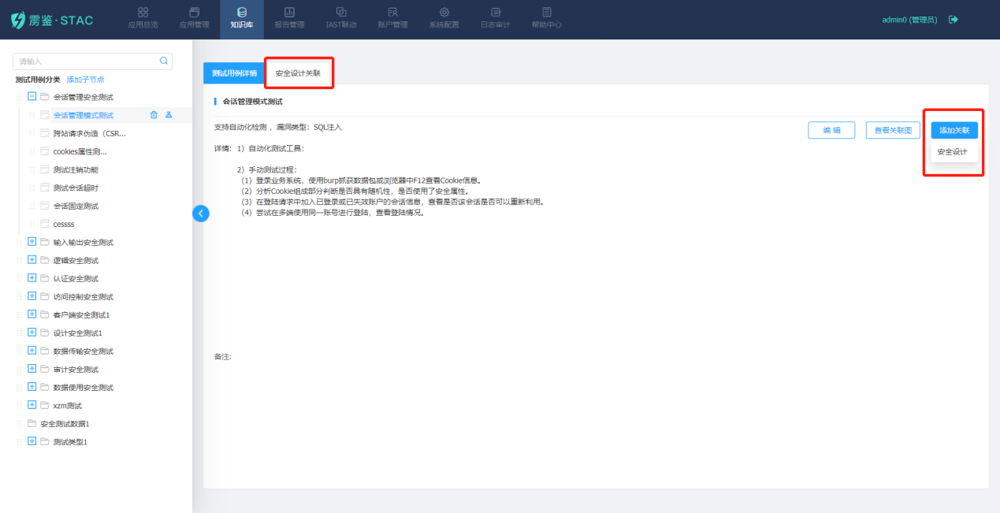 雳鉴·STAC
应用总览
应用管理
知识库
报告管理
IAST联动
账户管理
系统配置
日志审计
帮助中心
admin0 (管理员)
请输入
测试用例分类 添加子节点
会话管理安全测试
会话管理模式测试
跨站请求伪造（CSR...
cookies属性测...
测试注销功能
测试会话超时
会话固定测试
cessss
输入输出安全测试
逻辑安全测试
认证安全测试
访问控制安全测试
客户端安全测试1
设计安全测试1
数据传输安全测试
审计安全测试
数据使用安全测试
xzm测试
安全测试数据1
测试类型1
测试用例详情
安全设计关联
会话管理模式测试
支持自动化检测 ，漏洞类型：SQL注入
编 辑
查看关联图
添加关联
安全设计
详情：1）自动化测试工具：
2）手动测试过程：
（1）登录业务系统，使用burp抓获数据包或浏览器中F12查看Cookie信息。
（2）分析Cookie组成部分判断是否具有随机性，是否使用了安全属性。
（3）在登陆请求中加入已登录或已失效账户的会话信息，查看是否该会话是否可以重新利用。
（4）尝试在多端使用同一账号进行登陆，查看登陆情况。
备注：